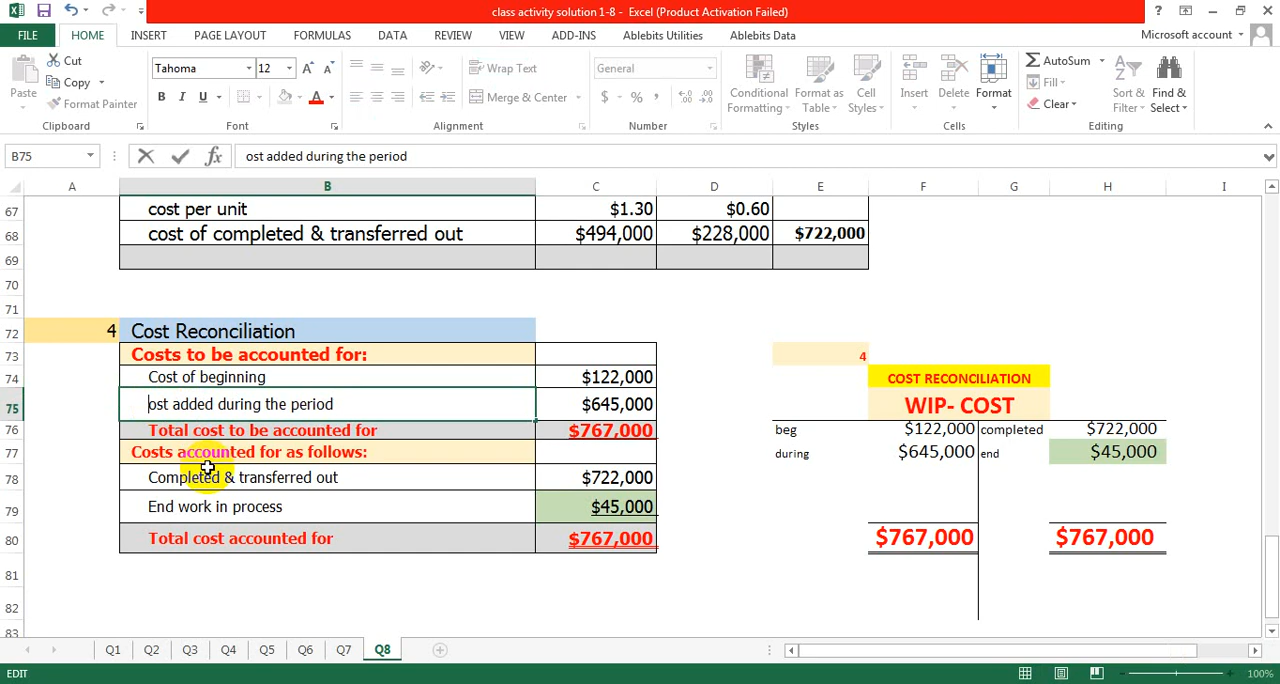 class activity solution 1-8 - Excel (Product Activation Failed)
FILE HOME INSERT PAGE LAYOUT FORMULAS DATA REVIEW VIEW ADD-INS Ablebits Utilities Ablebits Data Microsoft account
Cut Tahoma 12 Wrap Text General AutoSum
Copy Fill
Paste Format Painter B I U Merge & Center $ % Conditional Formatting Format as Table Cell Styles Insert Delete Format Clear Sort & Filter Find & Select
Clipboard Font Alignment Number Styles Cells Editing
B75 fx ost added during the period
A B C D E F G H I
67 cost per unit $1.30 $0.60
68 cost of completed & transferred out $494,000 $228,000 $722,000
69
70
71
72 4 Cost Reconciliation
73 Costs to be accounted for: 4
74 Cost of beginning $122,000 COST RECONCILIATION
75 ost added during the period $645,000 WIP- COST
76 Total cost to be accounted for $767,000 beg $122,000 completed $722,000
77 Costs accounted for as follows: during $645,000 end $45,000
78 Completed & transferred out $722,000
79 End work in process $45,000
80 Total cost accounted for $767,000 $767,000 $767,000
81
82
83
Q1 Q2 Q3 Q4 Q5 Q6 Q7 Q8
EDIT 100%